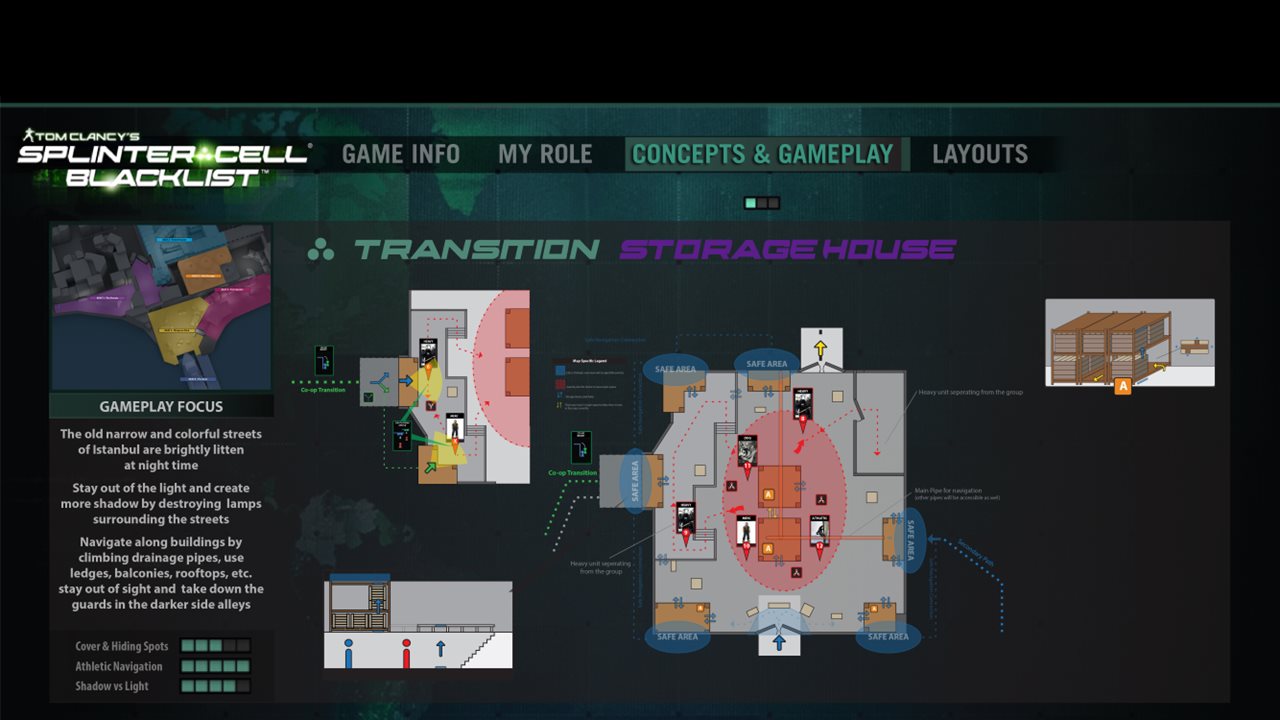 TOM CLANCY'S
SPLINTER CELL®
BLACKLIST™
GAME INFO
MY ROLE
CONCEPTS & GAMEPLAY
LAYOUTS
TRANSITION STORAGE HOUSE
GAMEPLAY FOCUS
The old narrow and colorful streets
of Istanbul are brightly litten
at night time
Stay out of the light and create
more shadow by destroying lamps
surrounding the streets
Navigate along buildings by
climbing drainage pipes, use
ledges, balconies, rooftops, etc.
stay out of sight and take down the
guards in the darker side alleys
Cover & Hiding Spots
Athletic Navigation
Shadow vs Light
Co-op Transition
HEAVY
Y
Y
Map Specific Legend
Co-op Transition
SAFE AREA
SAFE AREA
SAFE AREA
SAFE AREA
SAFE AREA
SAFE AREA
HEAVY
HEAVY
A
A
Heavy unit seperating from the group
Main Pipe for navigation
(other pipes will be accessible as well)
Heavy unit seperating
from the group
Secondary Path
A